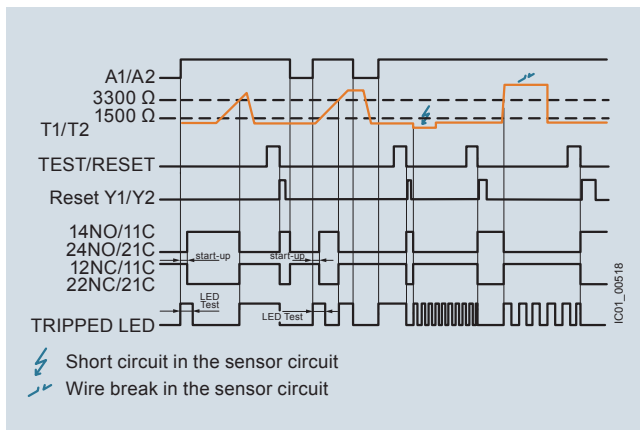 A1/A2
3300 Ω
1500 Ω
T1/T2
TEST/RESET
Reset Y1/Y2
14NO/11C
24NO/21C
start-up
start-up
12NC/11C
22NC/21C
LED
Test
LED Test
TRIPPED LED
IC01_00518
Short circuit in the sensor circuit
Wire break in the sensor circuit